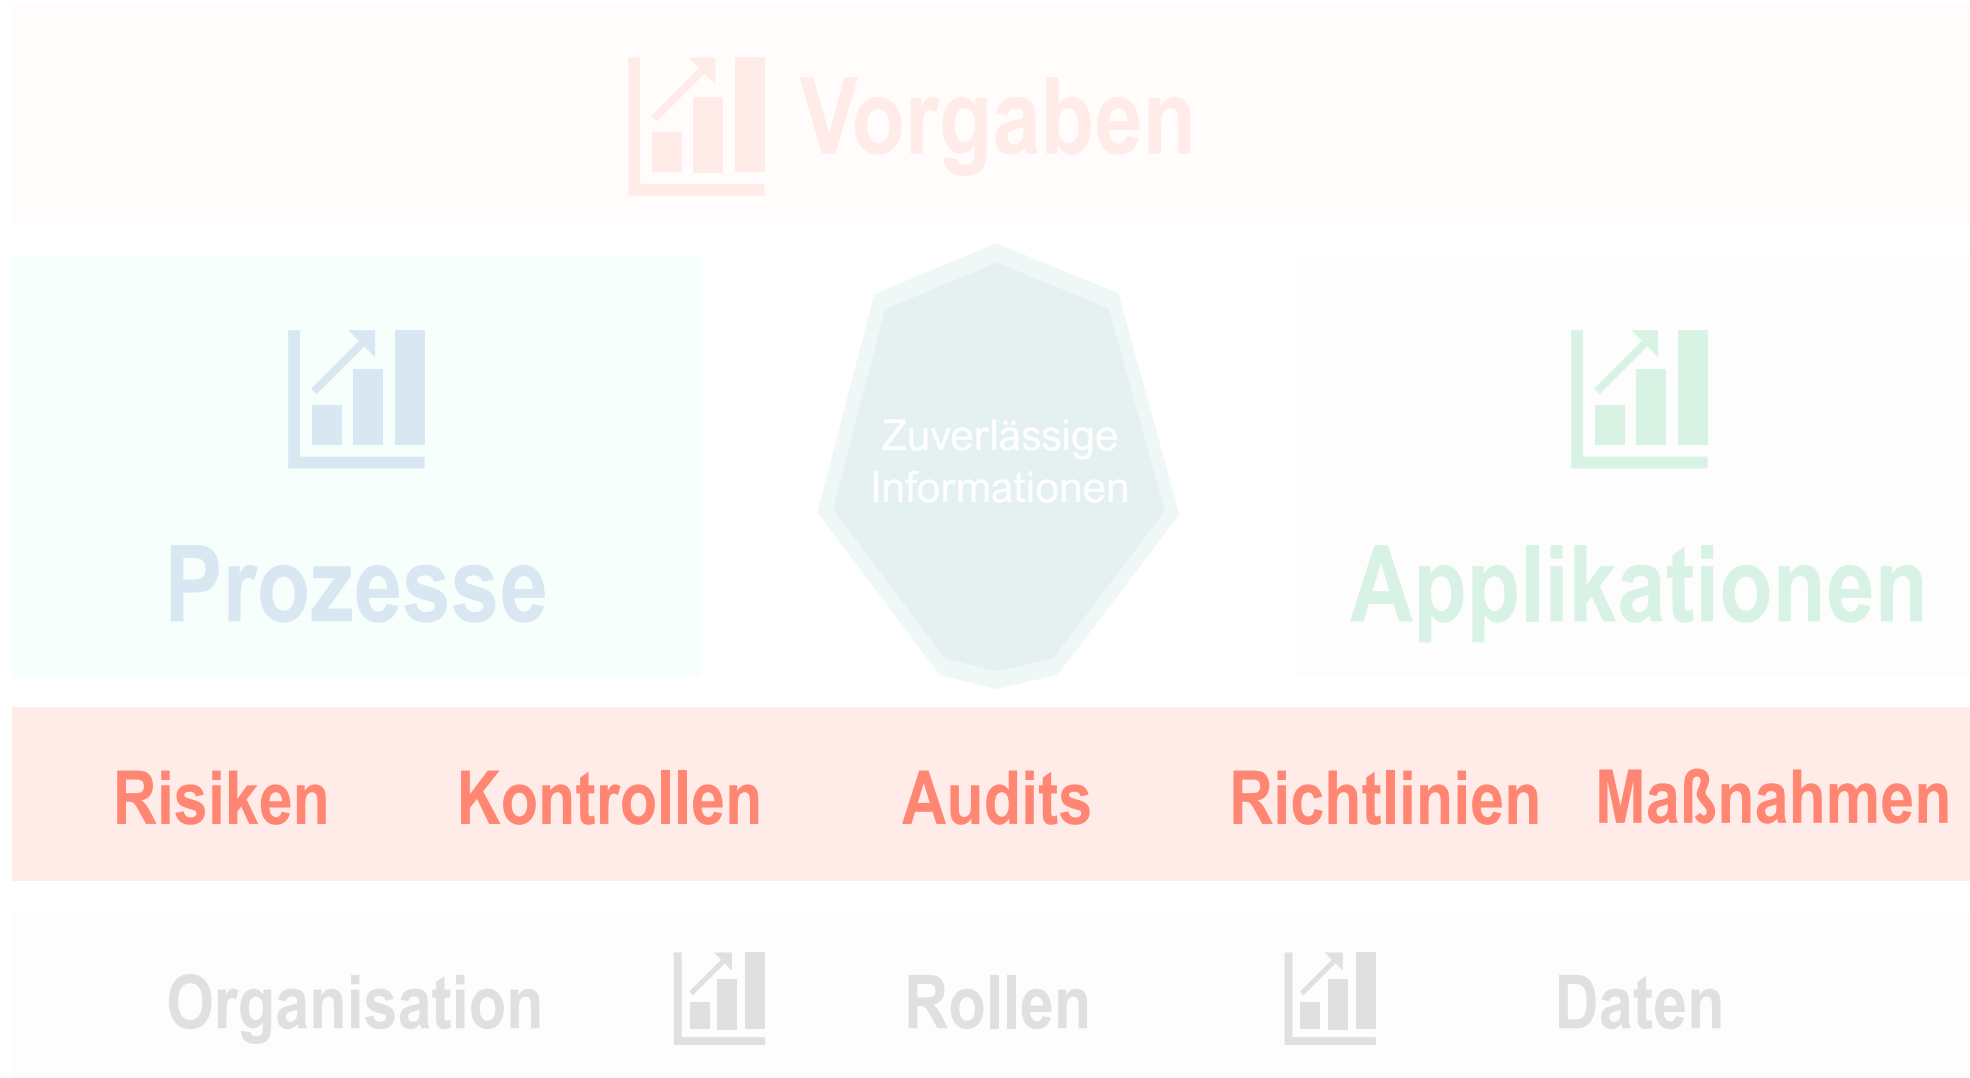 Vorgaben
Zuverlässige
Informationen
Prozesse
Applikationen
Risiken Kontrollen Audits Richtlinien Maßnahmen
Organisation Rollen Daten